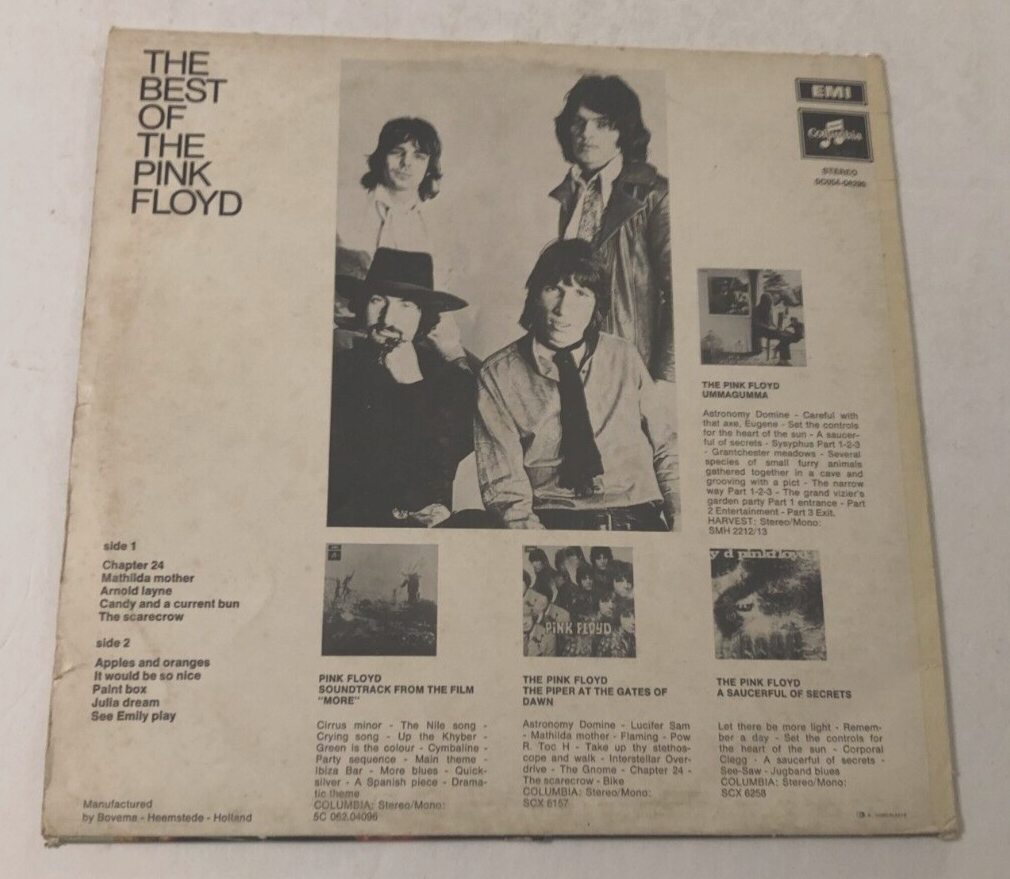 THE
BEST
OF
THE
PINK
FLOYD
EMI
Columbia
STEREO
THE PINK FLOYD
UMMAGUMMA
Astronomy Domine - Careful with
that axe, Eugene - Set the controls
for the heart of the sun - A saucer-
ful of secrets - Sysyphus Part 1-2-3
- Grantchester meadows - Several
species of small furry animals
gathered together in a cave and
grooving with a pict - The narrow
way Part 1-2-3 - The grand vizier's
garden party Part 1 entrance - Part
2 Entertainment - Part 3 Exit.
HARVEST: Stereo/Mono:
SMH 2212/13
side 1
Chapter 24
Mathilda mother
Arnold layne
Candy and a current bun
The scarecrow
side 2
Apples and oranges
It would be so nice
Paint box
Julia dream
See Emily play
Manufactured
by Bovema - Heemstede - Holland
PINK FLOYD
SOUNDTRACK FROM THE FILM
"MORE"
Cirrus minor - The Nile song -
Crying song - Up the Khyber -
Green is the colour - Cymbaline -
Party sequence - Main theme -
Ibiza Bar - More blues - Quick-
silver - A Spanish piece - Drama-
tic theme
COLUMBIA: Stereo/Mono:
5C 062.04096
PINK FLOYD
THE PINK FLOYD
THE PIPER AT THE GATES OF
DAWN
Astronomy Domine - Lucifer Sam
- Mathilda mother - Flaming - Pow
R. Toc H - Take up thy stethos-
cope and walk - Interstellar Over-
drive - The Gnome - Chapter 24 -
The scarecrow - Bike
COLUMBIA: Stereo/Mono:
SCX 6157
y d pink floyd
THE PINK FLOYD
A SAUCERFUL OF SECRETS
Let there be more light - Remem-
ber a day - Set the controls for
the heart of the sun - Corporal
Clegg - A saucerful of secrets -
See-Saw - Jugband blues
COLUMBIA: Stereo/Mono:
SCX 6258